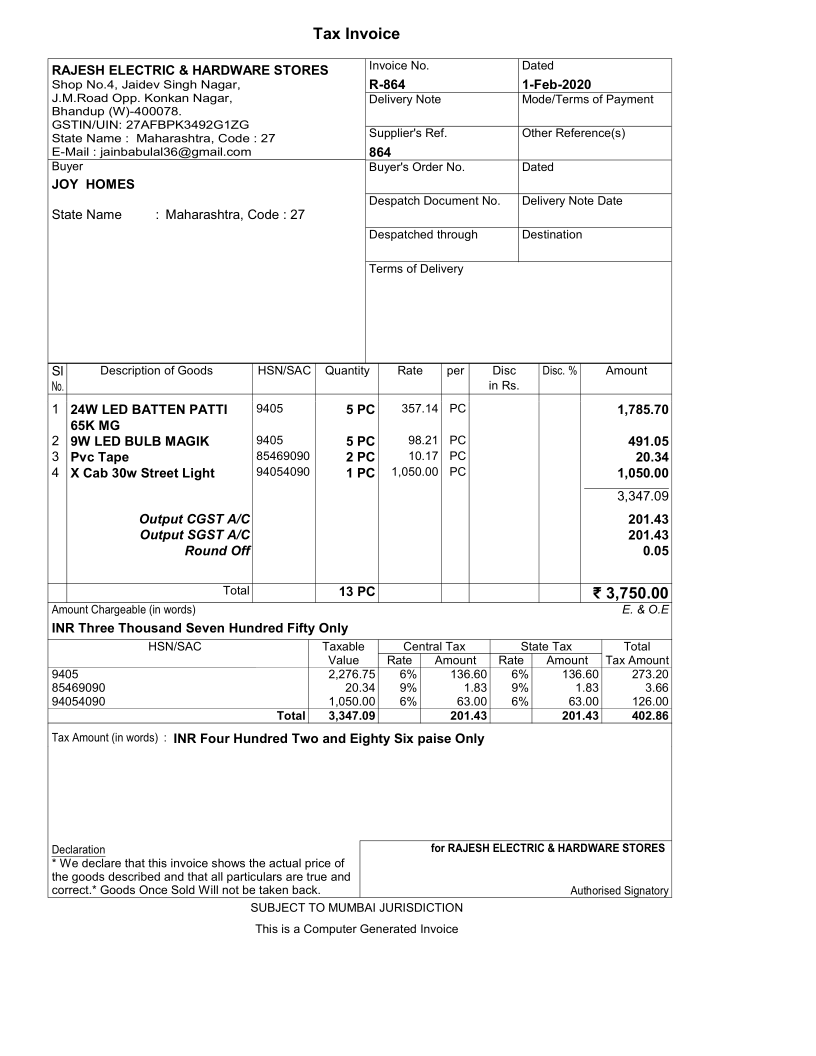 Tax Invoice
RAJESH ELECTRIC & HARDWARE STORES
Shop No.4, Jaidev Singh Nagar,
J.M.Road Opp. Konkan Nagar,
Bhandup (W)-400078.
GSTIN/UIN: 27AFBPK3492G1ZG
State Name : Maharashtra, Code : 27
E-Mail : jainbabulal36@gmail.com
Invoice No. Dated
R-864 1-Feb-2020
Delivery Note Mode/Terms of Payment
Supplier's Ref. Other Reference(s)
864
Buyer
JOY HOMES
State Name : Maharashtra, Code : 27
Buyer's Order No. Dated
Despatch Document No. Delivery Note Date
Despatched through Destination
Terms of Delivery
Sl Description of Goods HSN/SAC Quantity Rate per Disc Disc. % Amount
No. in Rs.
1 24W LED BATTEN PATTI 9405 5 PC 357.14 PC 1,785.70
65K MG
2 9W LED BULB MAGIK 9405 5 PC 98.21 PC 491.05
3 Pvc Tape 85469090 2 PC 10.17 PC 20.34
4 X Cab 30w Street Light 94054090 1 PC 1,050.00 PC 1,050.00
3,347.09
Output CGST A/C 201.43
Output SGST A/C 201.43
Round Off 0.05
Total 13 PC ₹ 3,750.00
Amount Chargeable (in words) E. & O.E
INR Three Thousand Seven Hundred Fifty Only
HSN/SAC Taxable Central Tax State Tax Total
Value Rate Amount Rate Amount Tax Amount
9405 2,276.75 6% 136.60 6% 136.60 273.20
85469090 20.34 9% 1.83 9% 1.83 3.66
94054090 1,050.00 6% 63.00 6% 63.00 126.00
Total 3,347.09 201.43 201.43 402.86
Tax Amount (in words) : INR Four Hundred Two and Eighty Six paise Only
Declaration
* We declare that this invoice shows the actual price of
the goods described and that all particulars are true and
correct.* Goods Once Sold Will not be taken back.
for RAJESH ELECTRIC & HARDWARE STORES
Authorised Signatory
SUBJECT TO MUMBAI JURISDICTION
This is a Computer Generated Invoice